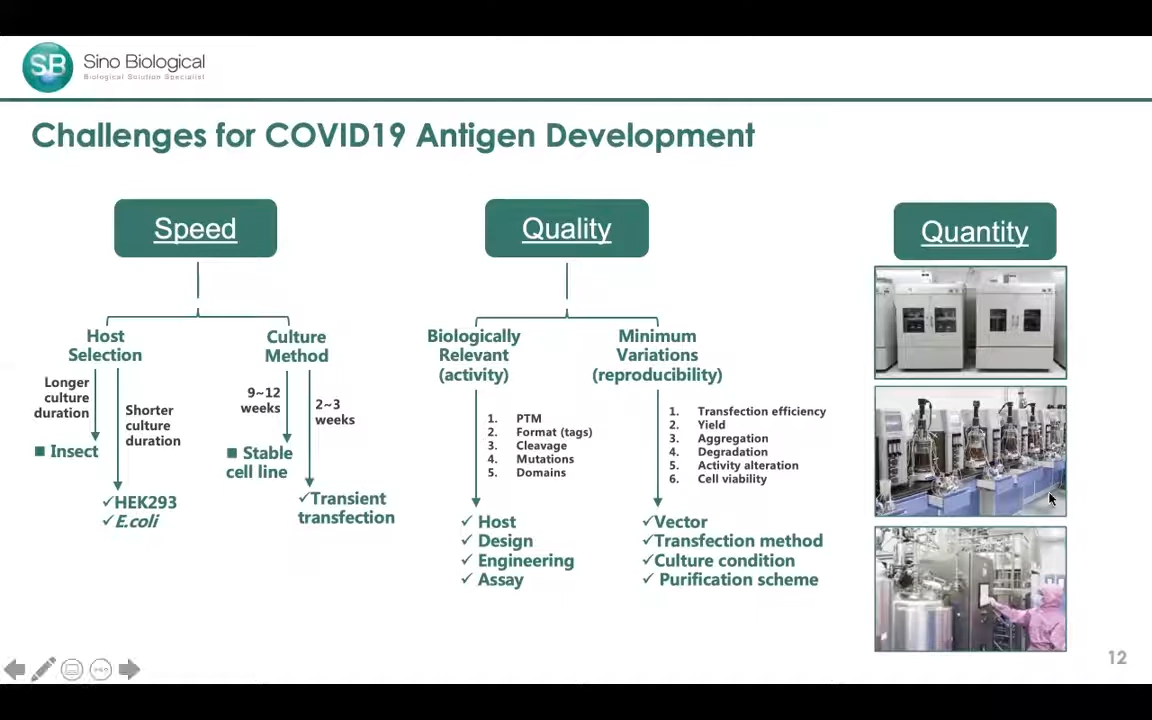 SB
Sino Biological
Biological Solution Specialist
Challenges for COVID19 Antigen Development
Speed
Host
Selection
Longer
culture
duration
Shorter
culture
duration
■ Insect
✓HEK293
✓E.coli
Culture
Method
9~12
weeks
2~3
weeks
■ Stable
cell line
✓Transient
transfection
Quality
Biologically
Relevant
(activity)
1. PTM
2. Format (tags)
3. Cleavage
4. Mutations
5. Domains
✓ Host
✓ Design
✓ Engineering
✓ Assay
Minimum
Variations
(reproducibility)
1. Transfection efficiency
2. Yield
3. Aggregation
4. Degradation
5. Activity alteration
6. Cell viability
✓Vector
✓Transfection method
✓Culture condition
✓ Purification scheme
Quantity
12